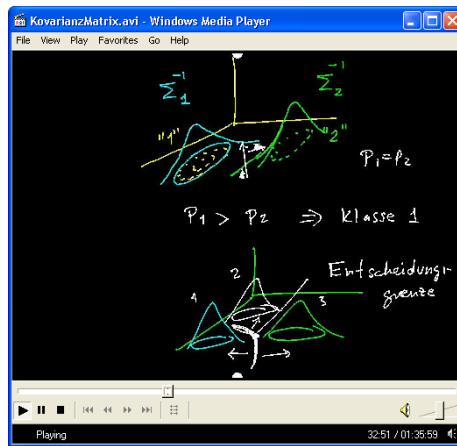 KovarianzMatrix.avi - Windows Media Player
File View Play Favorites Go Help
Σ₁⁻¹ Σ₂⁻¹
"1" "2"
P₁=P₂
P₁ > P₂ ⇒ Klasse 1
Entscheidungs-
grenze
2
1 3
Playing 32:51 / 01:35:59